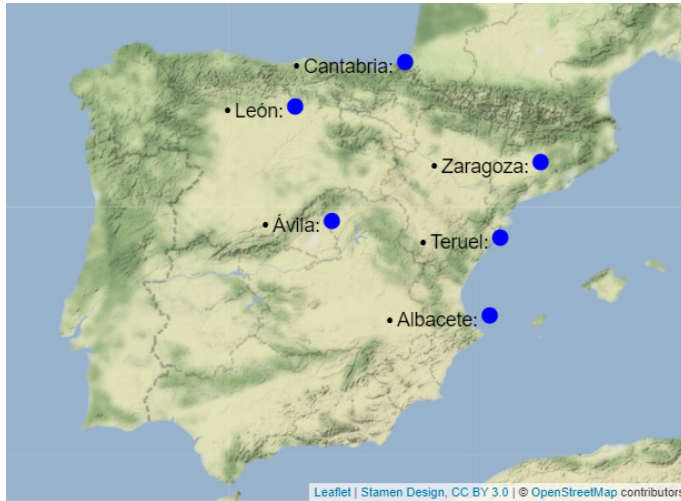 • Cantabria:
• León:
• Zaragoza:
• Ávila:
• Teruel:
• Albacete:
Leaflet | Stamen Design, CC BY 3.0 | © OpenStreetMap contributors